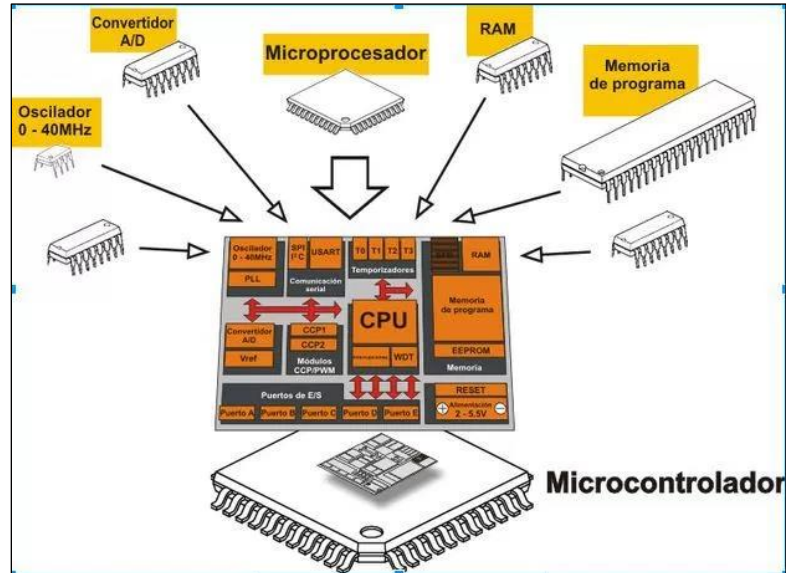 Convertidor
A/D
Microprocesador
RAM
Memoria
de programa
Oscilador
0 - 40MHz
Oscilador
0 - 40MHz
PLL
SPI
I²C
USART
Comunicación
serial
T0 T1 T2 T3
Temporizadores
RAM
Memoria
de programa
EEPROM
Memoria
Convertidor
A/D
Vref
CCP1
CCP2
Módulos
CCP/PWM
CPU
Interrupciones
WDT
Puertos de E/S
Puerto A
Puerto B
Puerto C
Puerto D
Puerto E
RESET
+ Alimentación -
2 - 5.5V
Microcontrolador